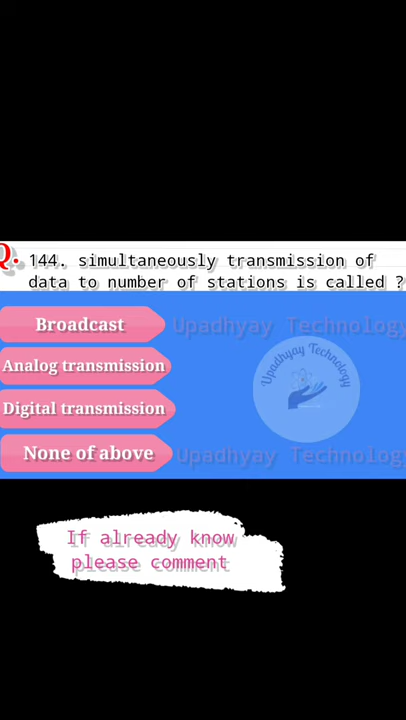 Q. 144. simultaneously transmission of
data to number of stations is called ?
Broadcast
Upadhyay Technology
Analog transmission
Upadhyay Technology
Digital transmission
None of above
Upadhyay Technology
If already know
please comment